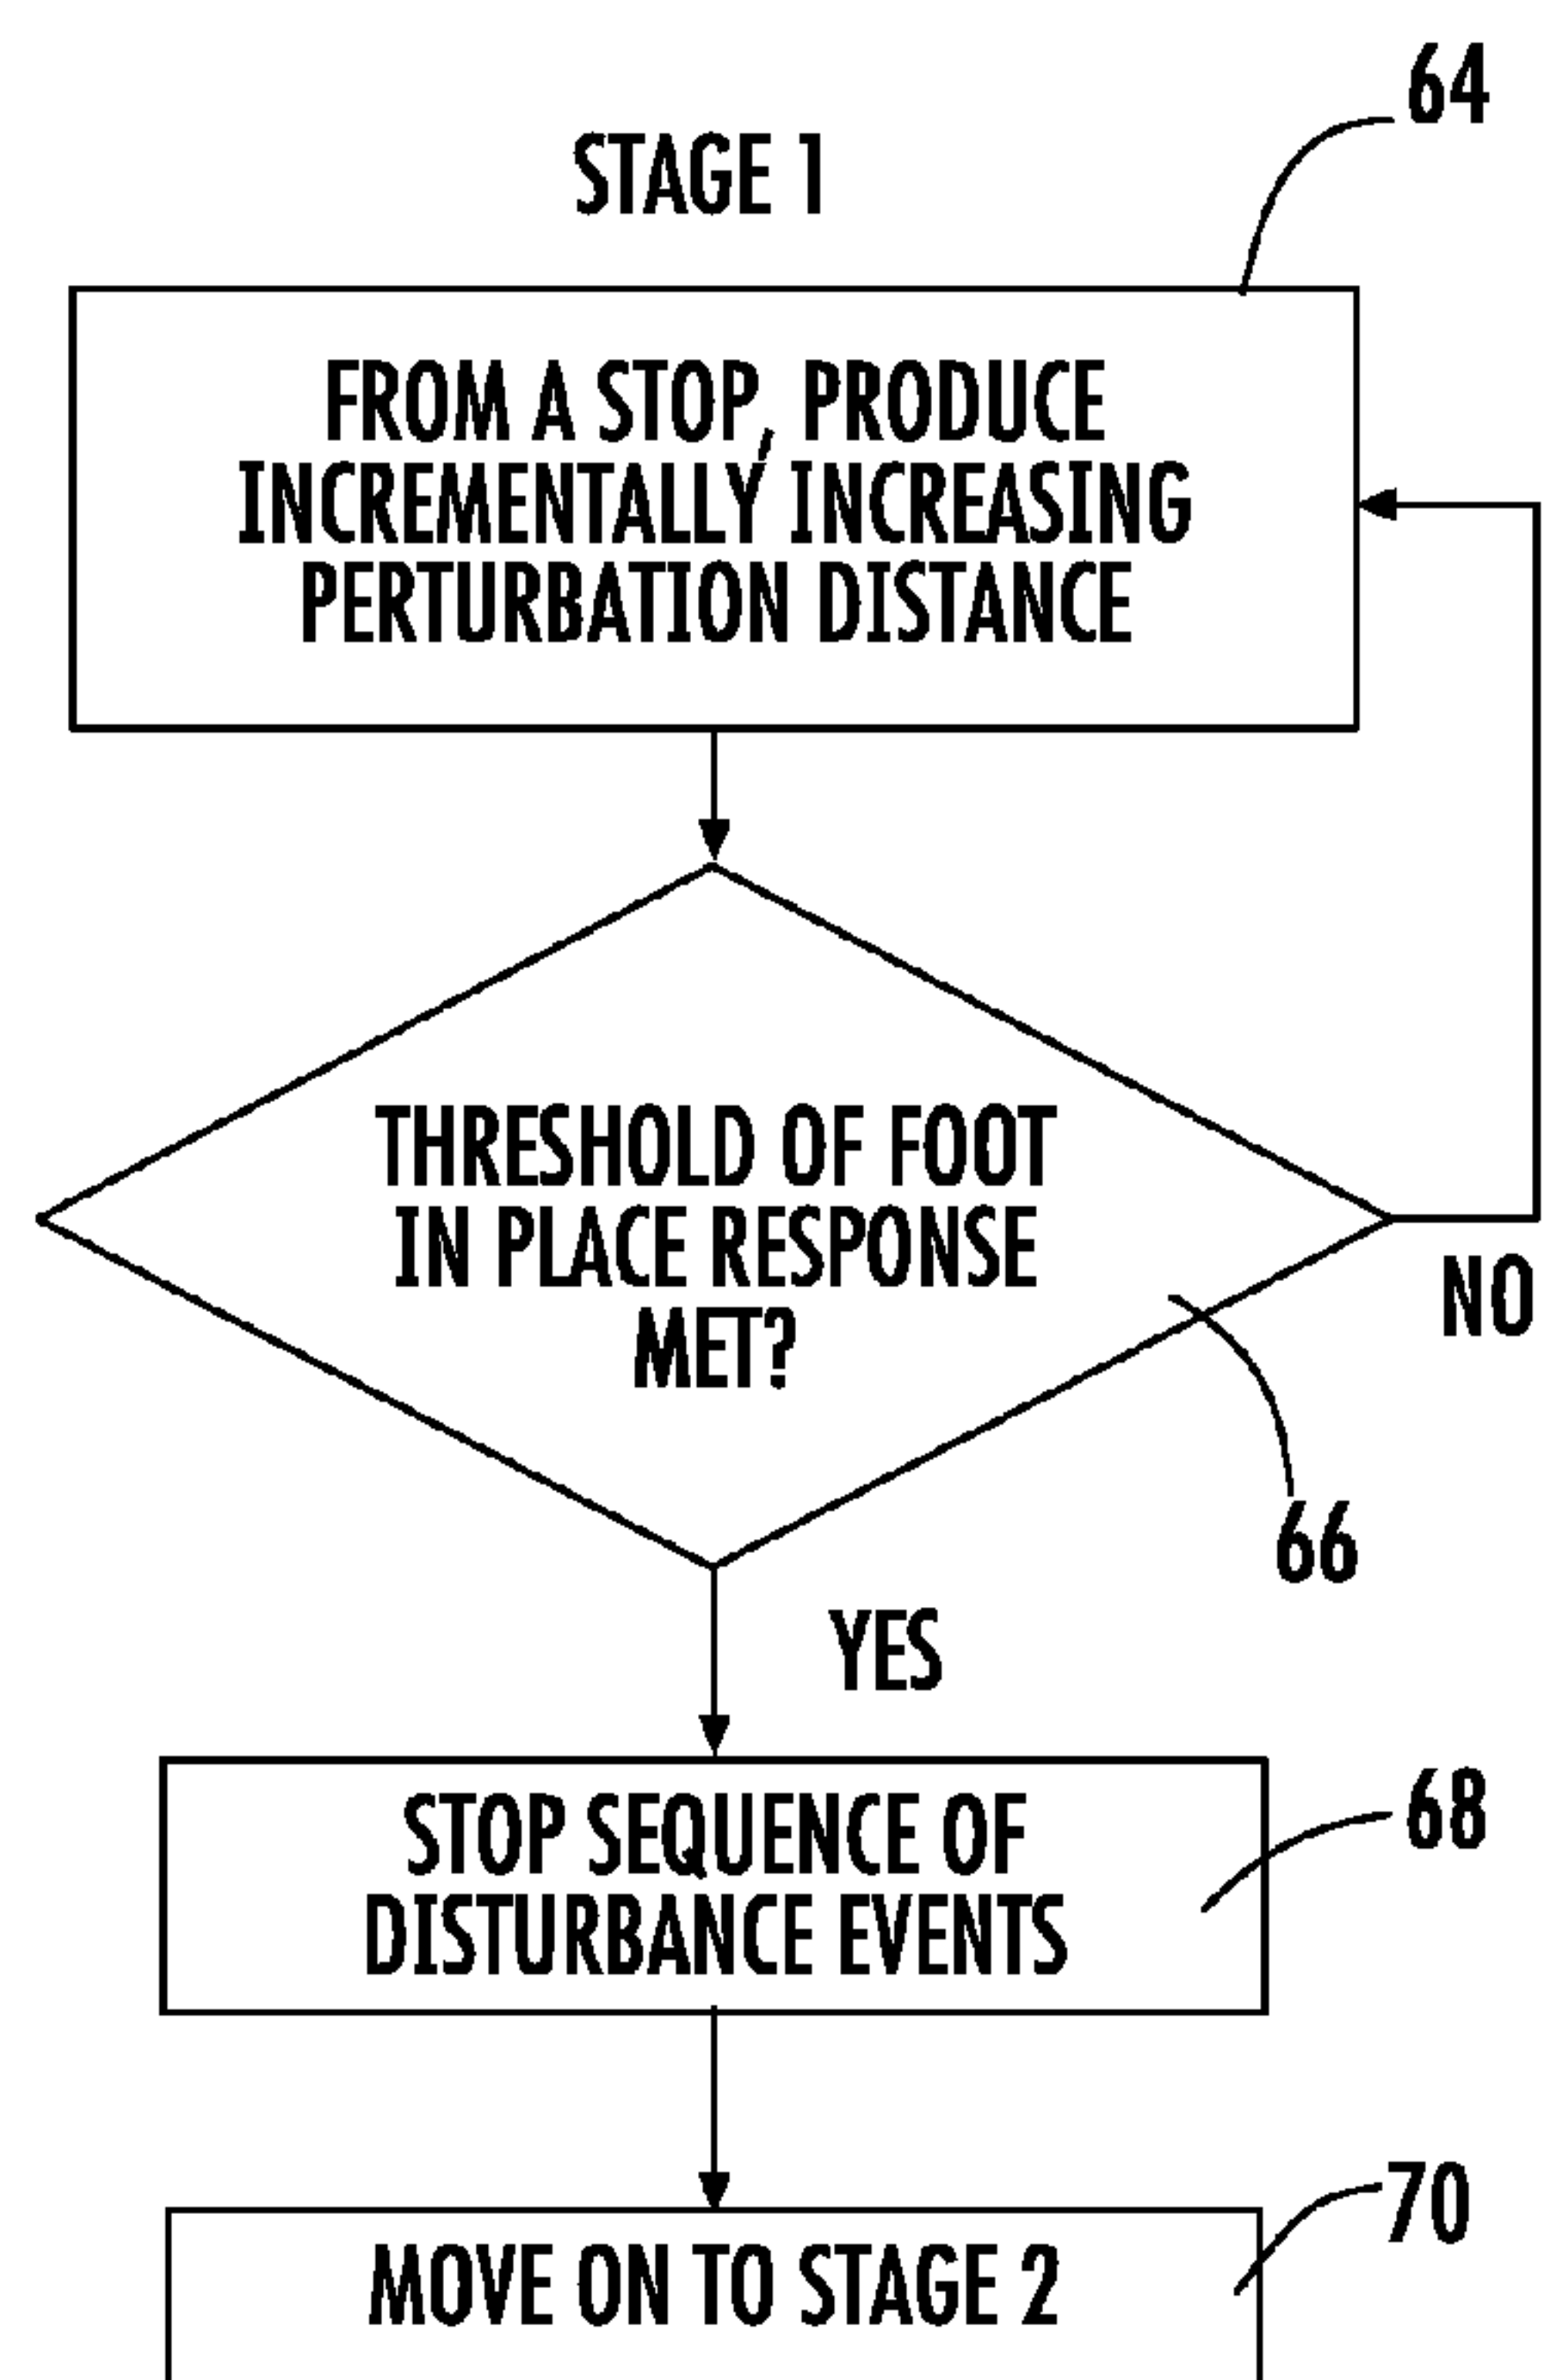 64
STAGE 1
FROM A STOP, PRODUCE
INCREMENTALLY INCREASING
PERTURBATION DISTANCE
THRESHOLD OF FOOT
IN PLACE RESPONSE
MET?
NO
66
YES
STOP SEQUENCE OF
DISTURBANCE EVENTS
68
70
MOVE ON TO STAGE 2